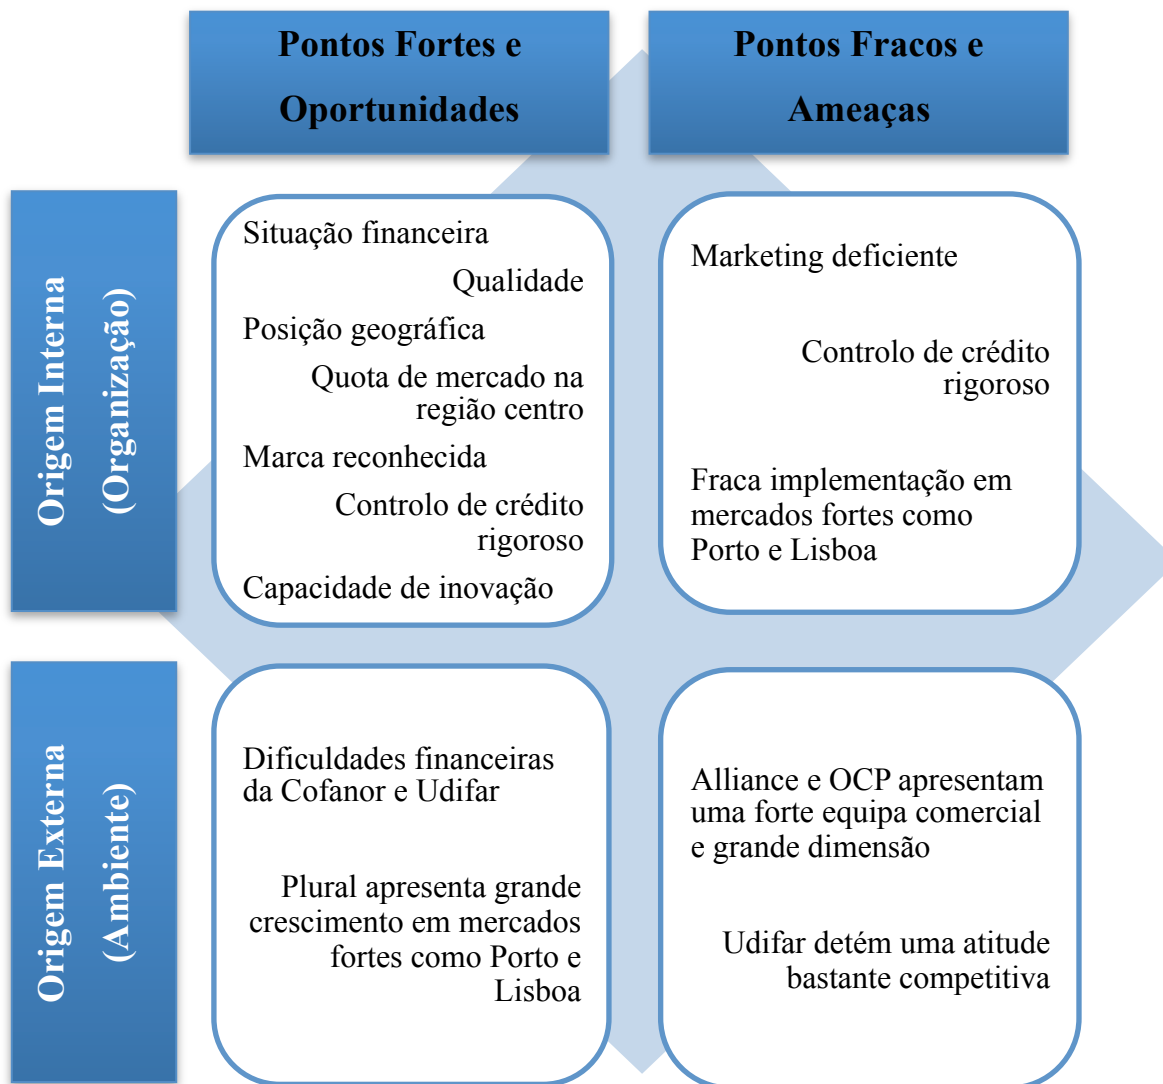 Pontos Fortes e
Oportunidades
Pontos Fracos e
Ameaças
Origem Interna
(Organização)
Situação financeira
Qualidade
Posição geográfica
Quota de mercado na
região centro
Marca reconhecida
Controlo de crédito
rigoroso
Capacidade de inovação
Marketing deficiente
Controlo de crédito
rigoroso
Fraca implementação em
mercados fortes como
Porto e Lisboa
Origem Externa
(Ambiente)
Dificuldades financeiras
da Cofanor e Udifar
Plural apresenta grande
crescimento em mercados
fortes como Porto e
Lisboa
Alliance e OCP apresentam
uma forte equipa comercial
e grande dimensão
Udifar detém uma atitude
bastante competitiva